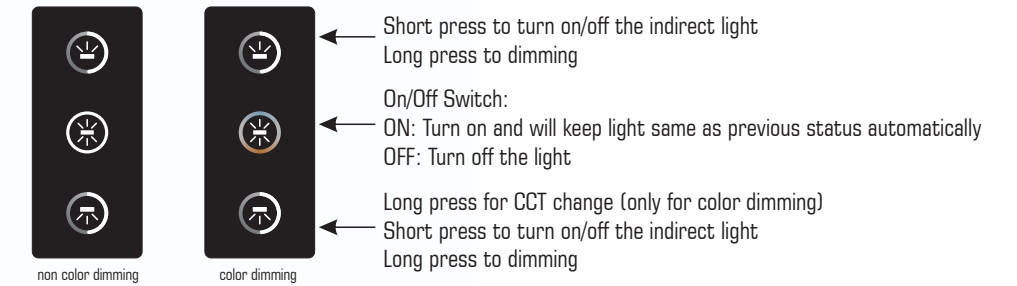 Short press to turn on/off the indirect light
Long press to dimming
On/Off Switch:
ON: Turn on and will keep light same as previous status automatically
OFF: Turn off the light
Long press for CCT change (only for color dimming)
Short press to turn on/off the indirect light
Long press to dimming
non color dimming
color dimming